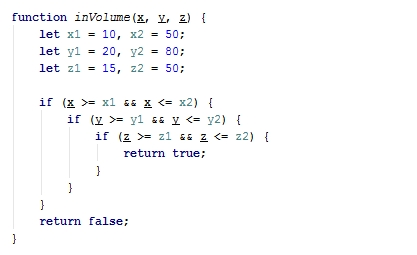 function inVolume(x, y, z) {
    let x1 = 10, x2 = 50;
    let y1 = 20, y2 = 80;
    let z1 = 15, z2 = 50;

    if (x >= x1 && x <= x2) {
        if (y >= y1 && y <= y2) {
            if (z >= z1 && z <= z2) {
                return true;
            }
        }
    }
    return false;
}